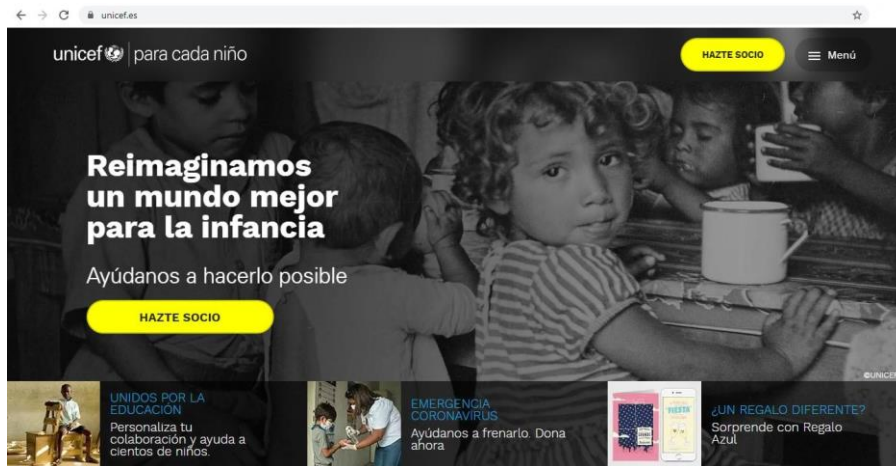 unicef.es
unicef para cada niño
HAZTE SOCIO
Menú
Reimaginamos
un mundo mejor
para la infancia
Ayúdanos a hacerlo posible
HAZTE SOCIO
©UNICEF
UNIDOS POR LA
EDUCACIÓN
Personaliza tu
colaboración y ayuda a
cientos de niños.
EMERGENCIA
CORONAVIRUS
Ayúdanos a frenarlo. Dona
ahora
FIESTA
¿UN REGALO DIFERENTE?
Sorprende con Regalo
Azul